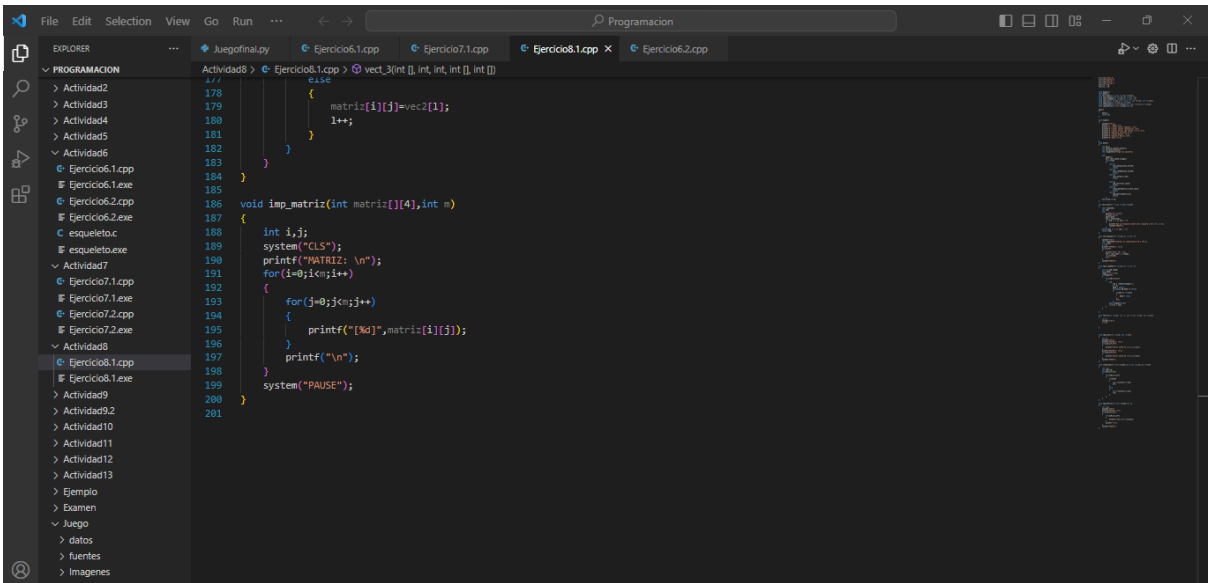 File Edit Selection View Go Run ··· Programacion
EXPLORER ···
PROGRAMACION
Actividad2
Actividad3
Actividad4
Actividad5
Actividad6
Ejercicio6.1.cpp
Ejercicio6.1.exe
Ejercicio6.2.cpp
Ejercicio6.2.exe
C esqueleto.c
esqueleto.exe
Actividad7
Ejercicio7.1.cpp
Ejercicio7.1.exe
Ejercicio7.2.cpp
Ejercicio7.2.exe
Actividad8
Ejercicio8.1.cpp
Ejercicio8.1.exe
Actividad9
Actividad9.2
Actividad10
Actividad11
Actividad12
Actividad13
Ejemplo
Examen
Juego
datos
fuentes
Imagenes
Juegofinal.py Ejercicio6.1.cpp Ejercicio7.1.cpp Ejercicio8.1.cpp × Ejercicio6.2.cpp
Actividad8 > Ejercicio8.1.cpp > vect_3(int [], int, int, int [], int [])
177 else
178 {
179 matriz[i][j]=vec2[l];
180 l++;
181 }
182 }
183 }
184 }
185
186 void imp_matriz(int matriz[][4],int m)
187 {
188 int i,j;
189 system("CLS");
190 printf("MATRIZ: \n");
191 for(i=0;i<m;i++)
192 {
193 for(j=0;j<m;j++)
194 {
195 printf("[%d]",matriz[i][j]);
196 }
197 printf("\n");
198 }
199 system("PAUSE");
200 }
201